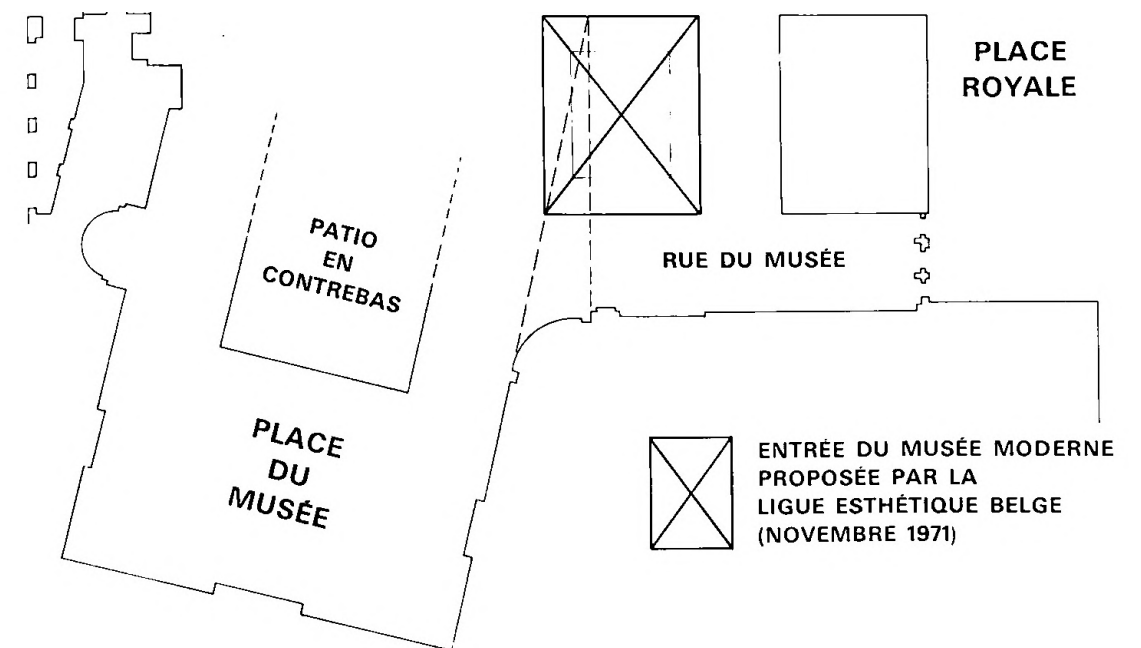 PLACE
ROYALE
PATIO
EN
CONTREBAS
RUE DU MUSÉE
PLACE
DU
MUSÉE
ENTRÉE DU MUSÉE MODERNE
PROPOSÉE PAR LA
LIGUE ESTHÉTIQUE BELGE
(NOVEMBRE 1971)